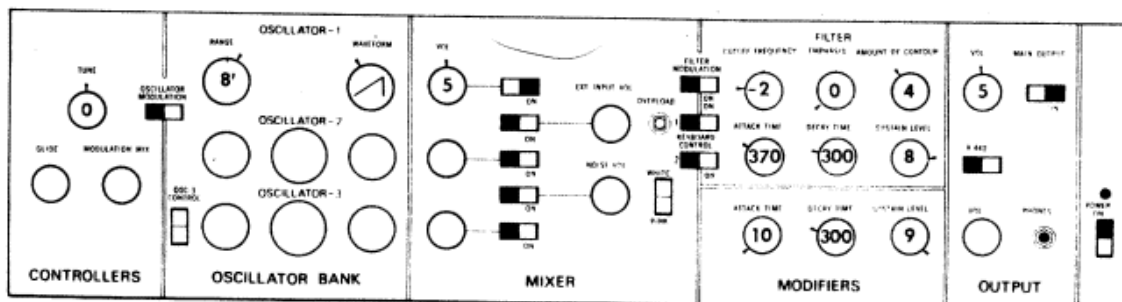 TUNE
0
GLIDE
MODULATION MIX
CONTROLLERS
OSCILLATOR
MODULATION
OSCILLATOR-1
RANGE
8'
WAVEFORM
OSCILLATOR-2
OSC 3
CONTROL
OSCILLATOR-3
OSCILLATOR BANK
VOL
5
ON
ON
ON
ON
ON
EXT INPUT VOL
OVERLOAD
NOISE VOL
WHITE
PINK
MIXER
FILTER
MODULATION
ON
ON
1
KEYBOARD
CONTROL
2
ON
FILTER
CUTOFF FREQUENCY
EMPHASIS
AMOUNT OF CONTOUR
-2
0
4
ATTACK TIME
DECAY TIME
SUSTAIN LEVEL
370
300
8
ATTACK TIME
DECAY TIME
SUSTAIN LEVEL
10
300
9
MODIFIERS
VOL
MAIN OUTPUT
5
A 440
VOL
PHONES
OUTPUT
POWER
ON